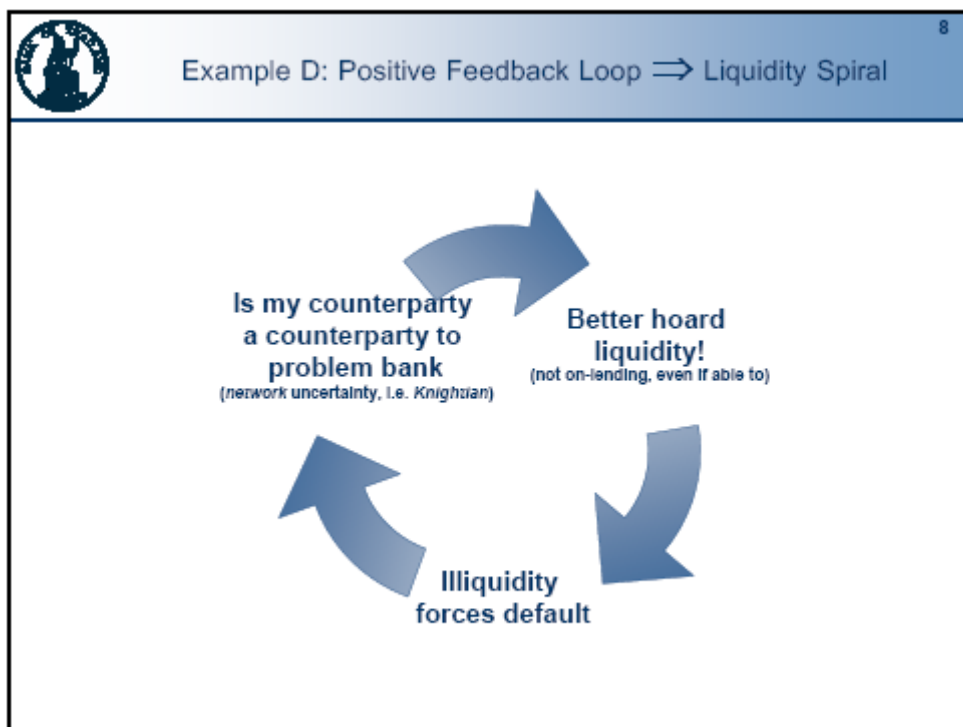 8
Example D: Positive Feedback Loop ⇒ Liquidity Spiral
Is my counterparty
a counterparty to
problem bank
(network uncertainty, i.e. Knightian)
Better hoard
liquidity!
(not on-lending, even if able to)
Illiquidity
forces default